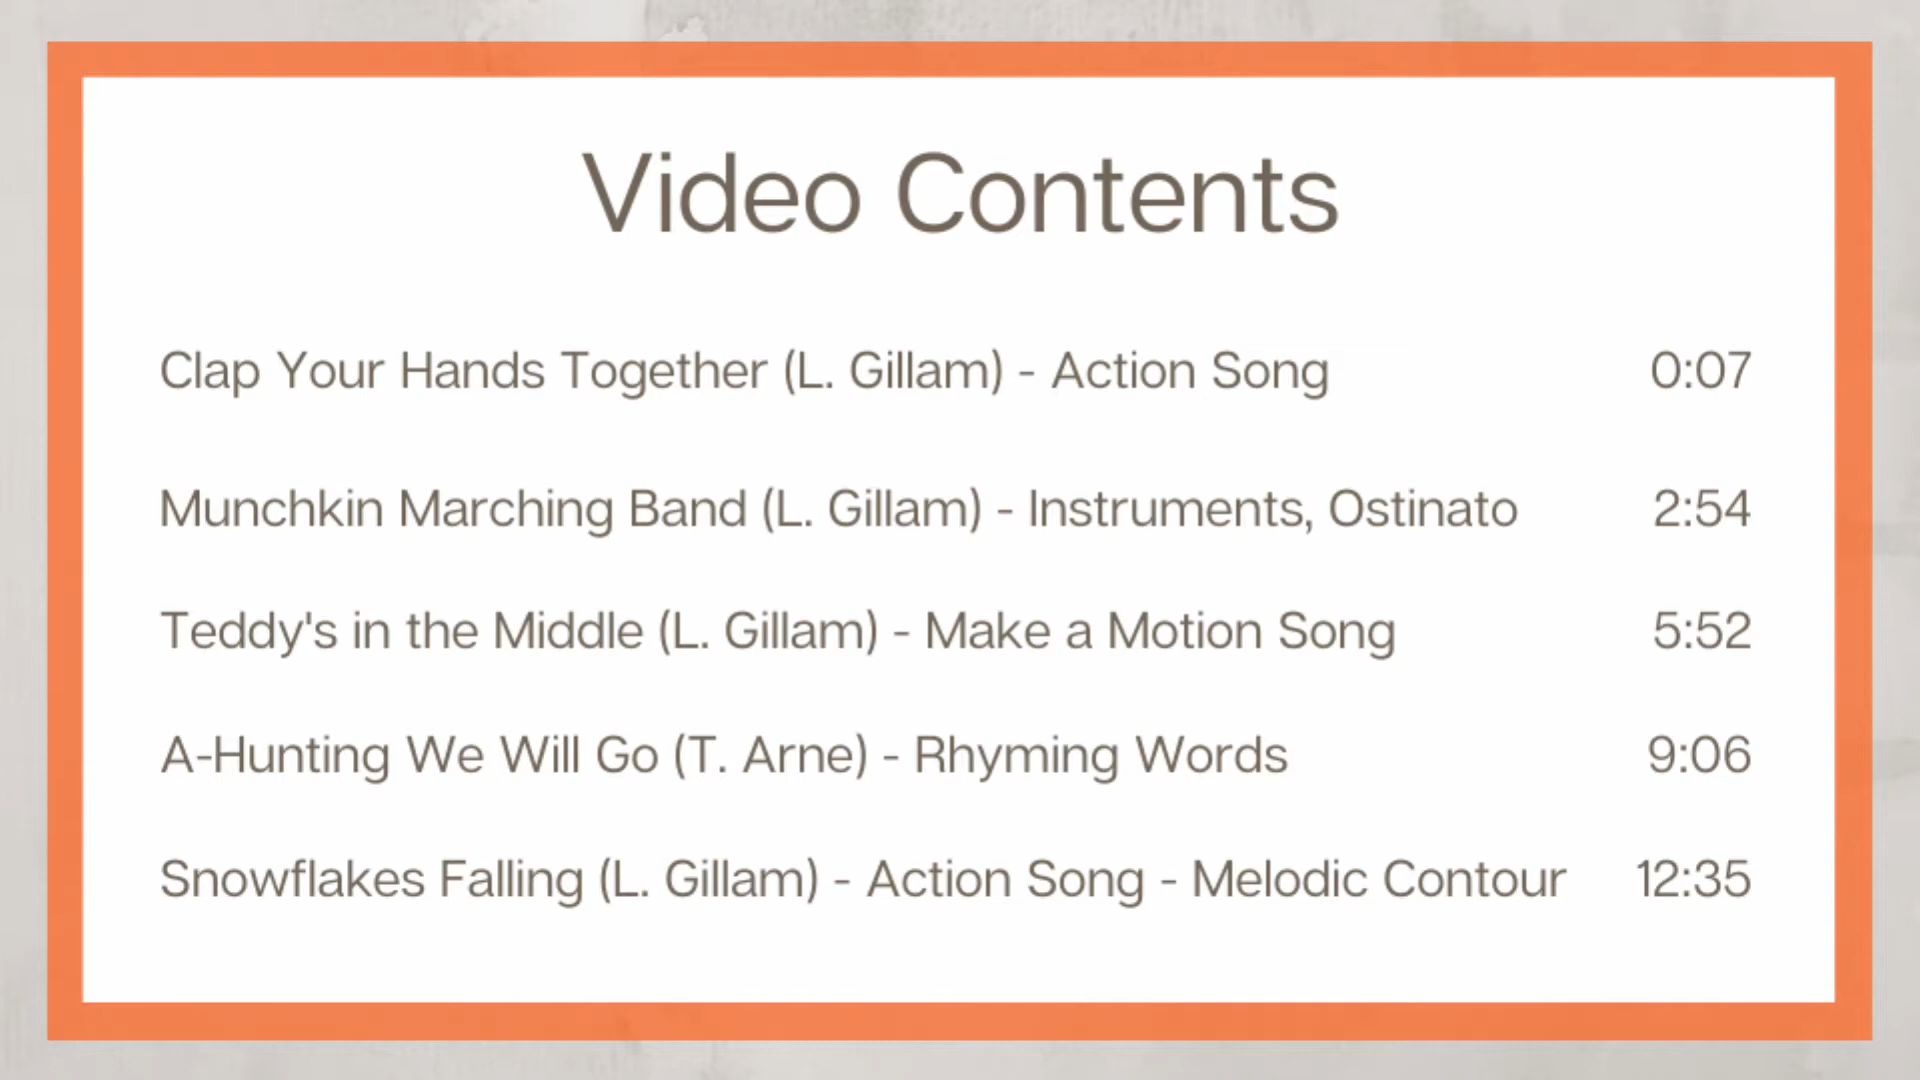 Video Contents
Clap Your Hands Together (L. Gillam) - Action Song 0:07
Munchkin Marching Band (L. Gillam) - Instruments, Ostinato 2:54
Teddy's in the Middle (L. Gillam) - Make a Motion Song 5:52
A-Hunting We Will Go (T. Arne) - Rhyming Words 9:06
Snowflakes Falling (L. Gillam) - Action Song - Melodic Contour 12:35